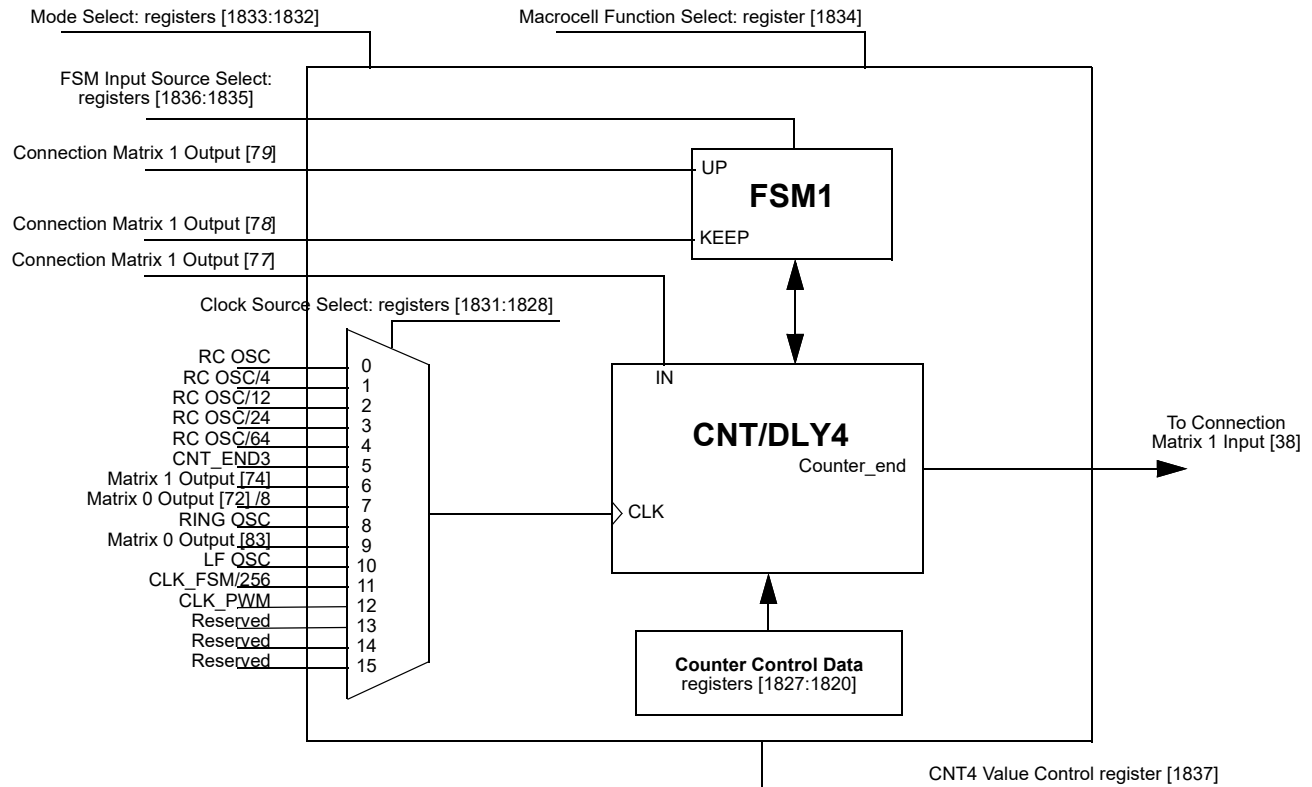 Mode Select: registers [1833:1832]
Macrocell Function Select: register [1834]
FSM Input Source Select:
registers [1836:1835]
Connection Matrix 1 Output [79]
UP
FSM1
Connection Matrix 1 Output [78]
KEEP
Connection Matrix 1 Output [77]
Clock Source Select: registers [1831:1828]
RC OSC
0
RC OSC/4
1
RC OSC/12
2
RC OSC/24
3
RC OSC/64
4
CNT_END3
5
Matrix 1 Output [74]
6
Matrix 0 Output [72] /8
7
RING OSC
8
Matrix 0 Output [83]
9
LF OSC
10
CLK_FSM/256
11
CLK_PWM
12
Reserved
13
Reserved
14
Reserved
15
IN
CNT/DLY4
Counter_end
CLK
To Connection
Matrix 1 Input [38]
Counter Control Data
registers [1827:1820]
CNT4 Value Control register [1837]